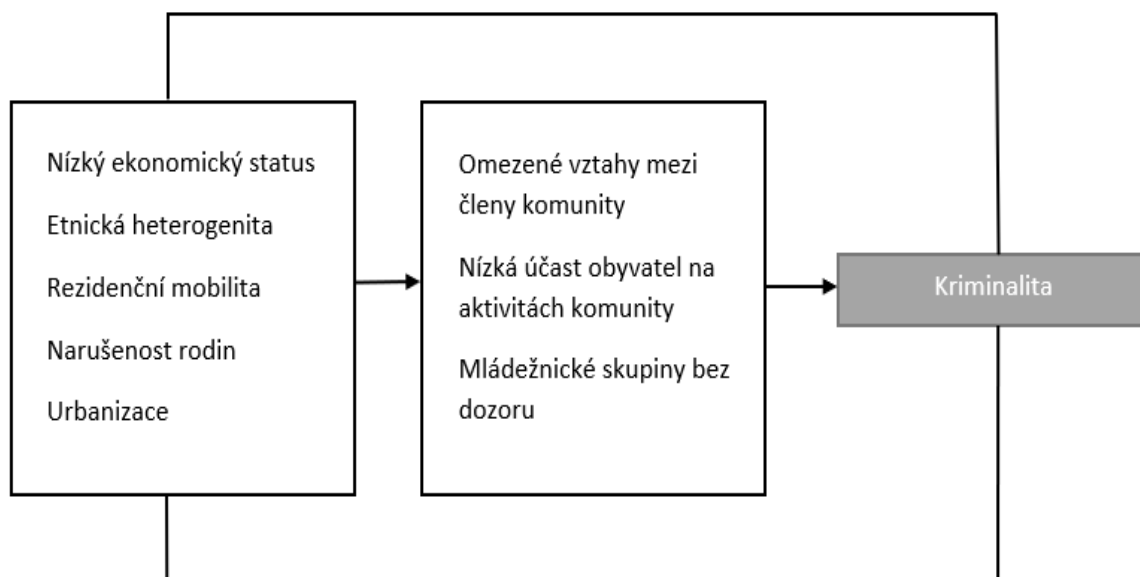 Nízký ekonomický status
Etnická heterogenita
Rezidenční mobilita
Narušenost rodin
Urbanizace
Omezené vztahy mezi
členy komunity
Nízká účast obyvatel na
aktivitách komunity
Mládežnické skupiny bez
dozoru
Kriminalita